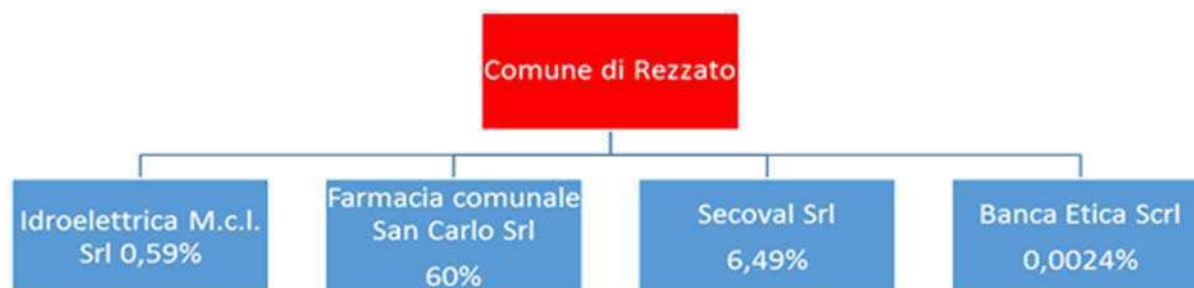 Comune di Rezzato
Idroelettrica M.c.l.
Srl 0,59%
Farmacia comunale
San Carlo Srl
60%
Secoval Srl
6,49%
Banca Etica Scrl
0,0024%